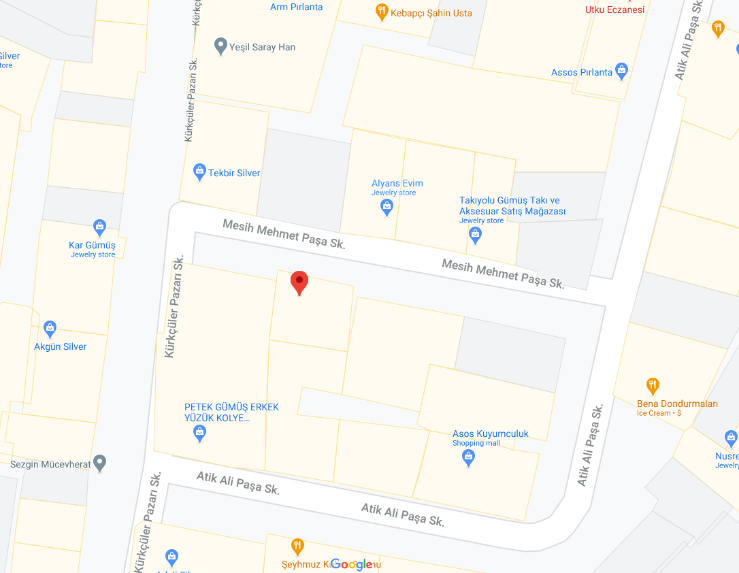 Arm Pırlanta
Kebapçı Şahin Usta
Utku Eczanesi
Kürkçüler Pazarı Sk.
Yeşil Saray Han
Silver
store
Assos Pırlanta
Atik Ali Paşa Sk.
Mesih
Tekbir Silver
Alyans Evim
Jewelry store
Takıyolu Gümüş Takı ve
Aksesuar Satış Mağazası
Jewelry store
Kar Gümüş
Jewelry store
Mesih Mehmet Paşa Sk.
Mesih Mehmet Paşa Sk.
Kürkçüler Pazarı Sk.
Akgün Silver
PETEK GÜMÜŞ ERKEK
YÜZÜK KOLYE...
Bena Dondurmaları
Ice Cream • $
Asos Kuyumculuk
Shopping mall
Atik Ali Paşa Sk.
Nusre
Jewelry
Sezgin Mücevherat
Atik Ali Paşa Sk.
Atik Ali Paşa Sk.
Kürkçüler Pazarı Sk.
Şeyhmuz
Google